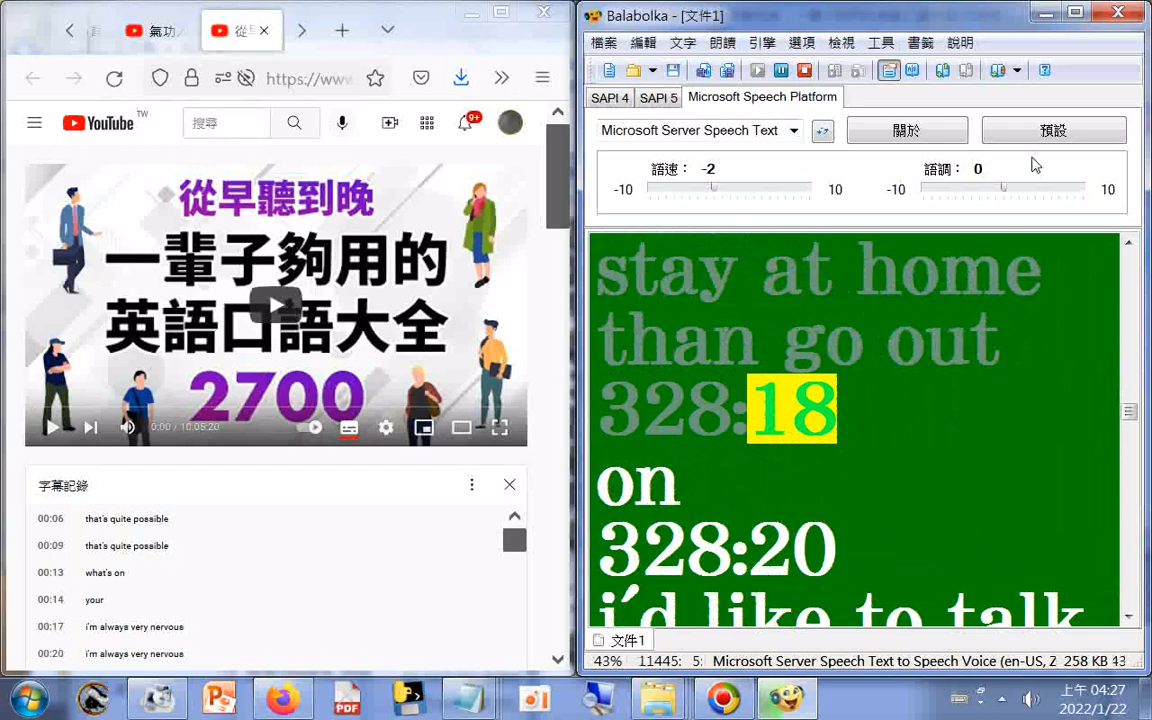 氣功
從早
https://www
YouTube TW
搜尋
9+
從早聽到晚
一輩子夠用的
英語口語大全
2700
0:00 / 10:05:20
字幕記錄
00:06 that's quite possible
00:09 that's quite possible
00:13 what's on
00:14 your
00:17 i'm always very nervous
00:20 i'm always very nervous
Balabolka - [文件1]
檔案 編輯 文字 朗讀 引擎 選項 檢視 工具 書籤 說明
SAPI 4 SAPI 5 Microsoft Speech Platform
Microsoft Server Speech Text 關於 預設
語速： -2 語調： 0
-10 10 -10 10
stay at home
than go out
328:18
on
328:20
i'd like to talk
文件1
43% 11445: 5: Microsoft Server Speech Text to Speech Voice (en-US, Z 258 KB 43
PDF
上午 04:27
2022/1/22